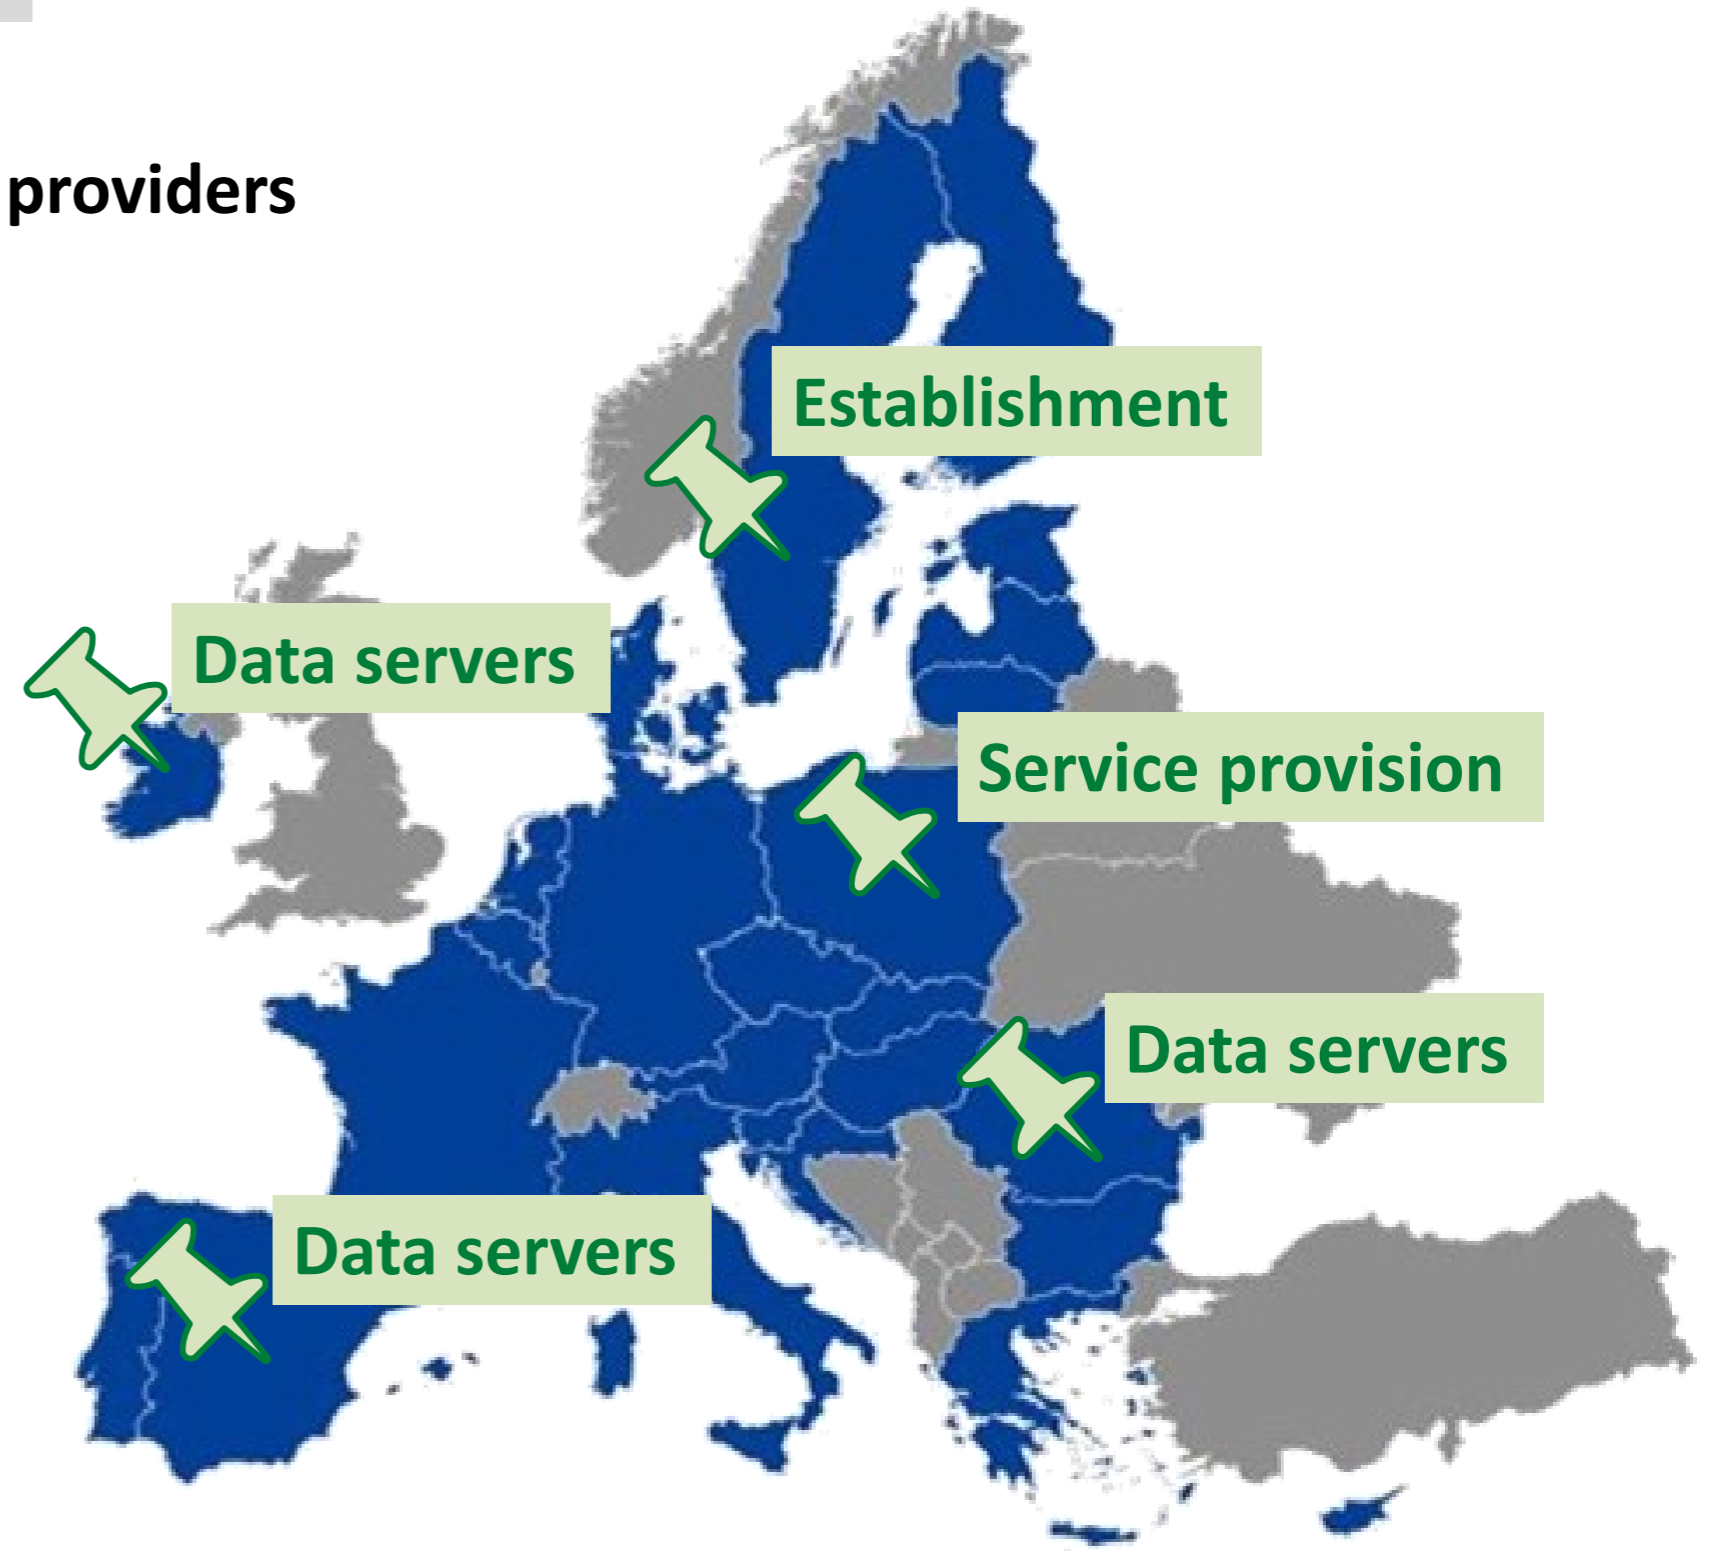 providers
Establishment
Data servers
Service provision
Data servers
Data servers